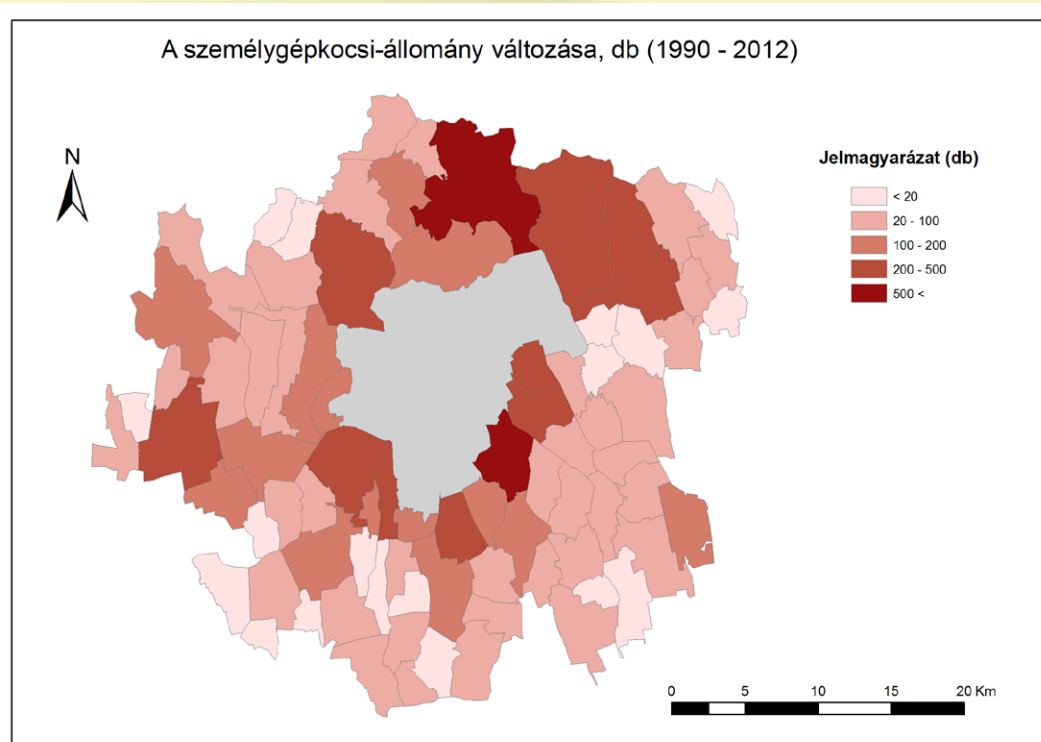 A személygépkocsi-állomány változása, db (1990 - 2012)
N
Jelmagyarázat (db)
< 20
20 - 100
100 - 200
200 - 500
500 <
0 5 10 15 20 Km